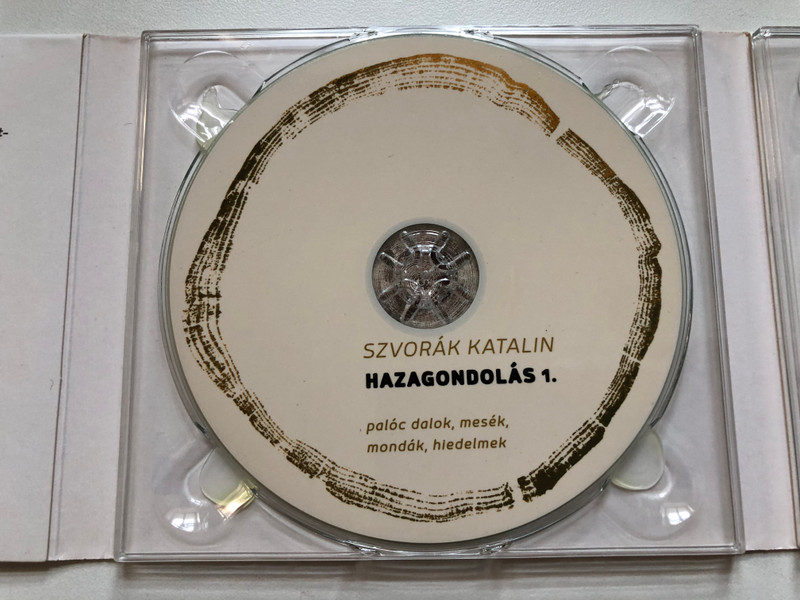 SZVORÁK KATALIN
HAZAGONDOLÁS 1.
palóc dalok, mesék,
mondák, hiedelmek